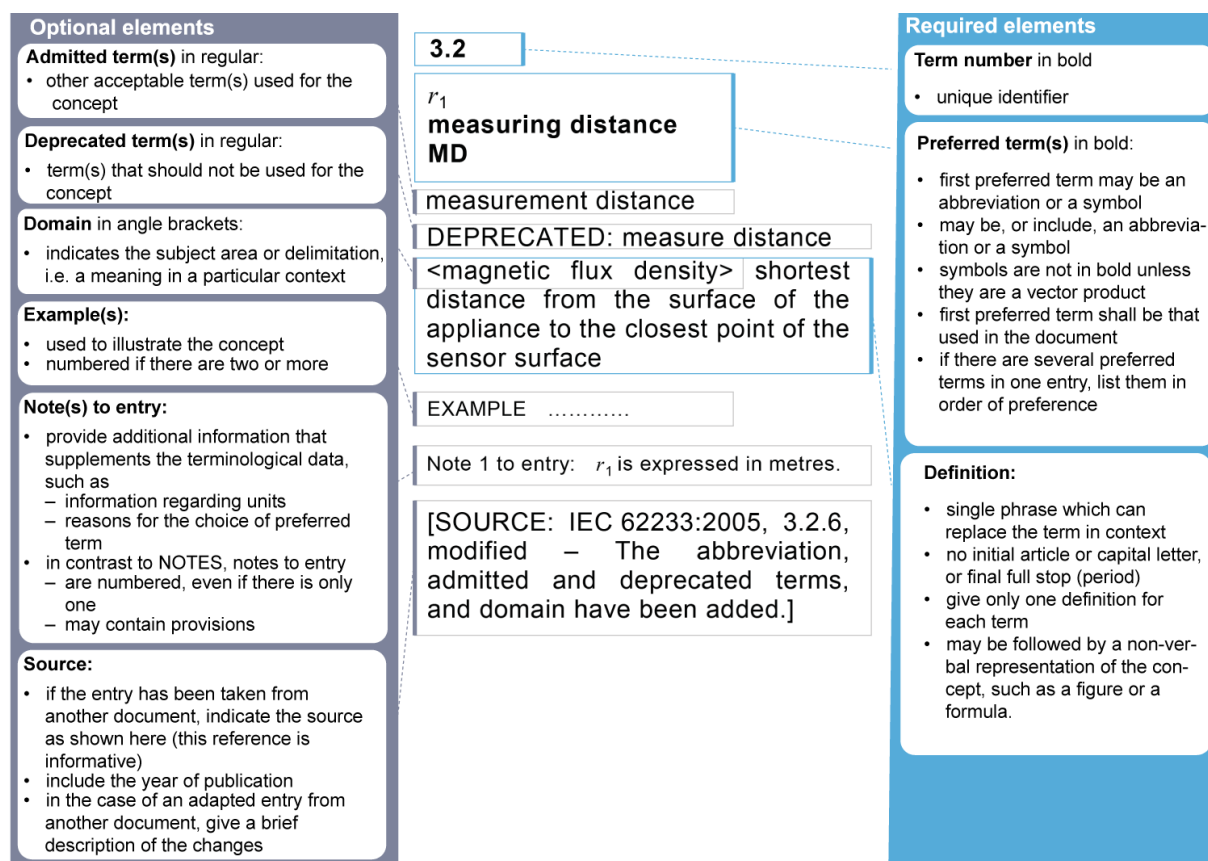 Optional elements
Admitted term(s) in regular:
• other acceptable term(s) used for the
concept
Deprecated term(s) in regular:
• term(s) that should not be used for the
concept
Domain in angle brackets:
• indicates the subject area or delimitation,
i.e. a meaning in a particular context
Example(s):
• used to illustrate the concept
• numbered if there are two or more
Note(s) to entry:
• provide additional information that
supplements the terminological data,
such as
– information regarding units
– reasons for the choice of preferred
term
• in contrast to NOTES, notes to entry
– are numbered, even if there is only
one
– may contain provisions
Source:
• if the entry has been taken from
another document, indicate the source
as shown here (this reference is
informative)
• include the year of publication
• in the case of an adapted entry from
another document, give a brief
description of the changes
3.2
r1
measuring distance
MD
measurement distance
DEPRECATED: measure distance
<magnetic flux density> shortest
distance from the surface of the
appliance to the closest point of the
sensor surface
EXAMPLE …………
Note 1 to entry: r1 is expressed in metres.
[SOURCE: IEC 62233:2005, 3.2.6,
modified – The abbreviation,
admitted and deprecated terms,
and domain have been added.]
Required elements
Term number in bold
• unique identifier
Preferred term(s) in bold:
• first preferred term may be an
abbreviation or a symbol
• may be, or include, an abbrevia-
tion or a symbol
• symbols are not in bold unless
they are a vector product
• first preferred term shall be that
used in the document
• if there are several preferred
terms in one entry, list them in
order of preference
Definition:
• single phrase which can
replace the term in context
• no initial article or capital letter,
or final full stop (period)
• give only one definition for
each term
• may be followed by a non-ver-
bal representation of the con-
cept, such as a figure or a
formula.